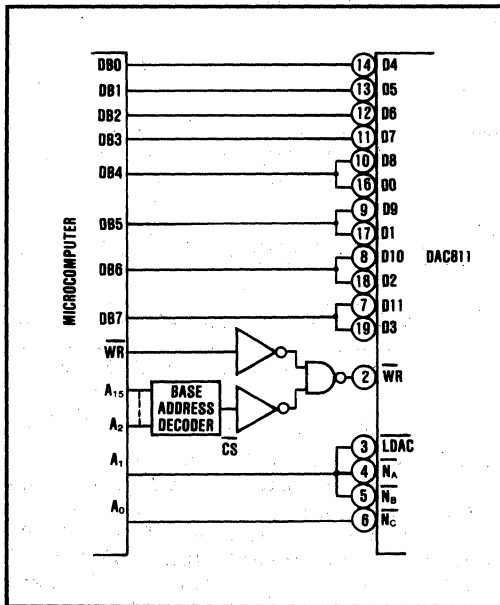 DB0 14 D4
DB1 13 D5
DB2 12 D6
DB3 11 D7
10 D8
DB4
16 D0
9 D9
DB5
17 D1
8 D10 DAC811
DB6
18 D2
7 D11
DB7
19 D3
MICROCOMPUTER
WR
2 WR
A15
BASE
ADDRESS
DECODER
A2
CS
3 LDAC
A1
4 NA
5 NB
A0
6 NC